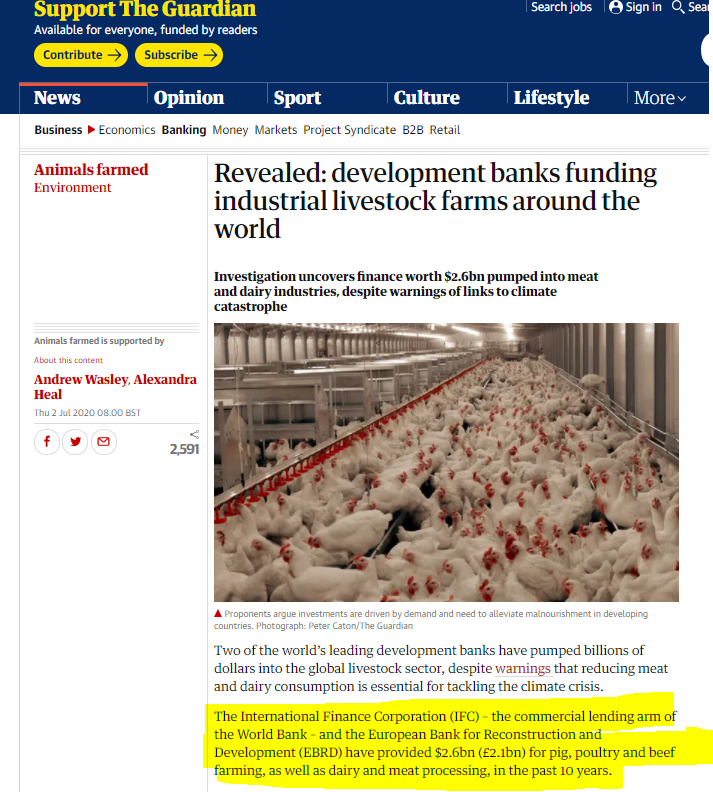 Support The Guardian
Available for everyone, funded by readers
Contribute →
Subscribe →
Search jobs
Sign in
News
Opinion
Sport
Culture
Lifestyle
More
Business
Economics
Banking
Money
Markets
Project Syndicate
B2B
Retail
Animals farmed
Environment
Revealed: development banks funding
industrial livestock farms around the
world
Investigation uncovers finance worth $2.6bn pumped into meat
and dairy industries, despite warnings of links to climate
catastrophe
Animals farmed is supported by
About this content
Andrew Wasley, Alexandra
Heal
Thu 2 Jul 2020 08.00 BST
2,591
Proponents argue investments are driven by demand and need to alleviate malnourishment in developing
countries. Photograph: Peter Caton/The Guardian
Two of the world’s leading development banks have pumped billions of
dollars into the global livestock sector, despite warnings that reducing meat
and dairy consumption is essential for tackling the climate crisis.
The International Finance Corporation (IFC) – the commercial lending arm of
the World Bank – and the European Bank for Reconstruction and
Development (EBRD) have provided $2.6bn (£2.1bn) for pig, poultry and beef
farming, as well as dairy and meat processing, in the past 10 years.